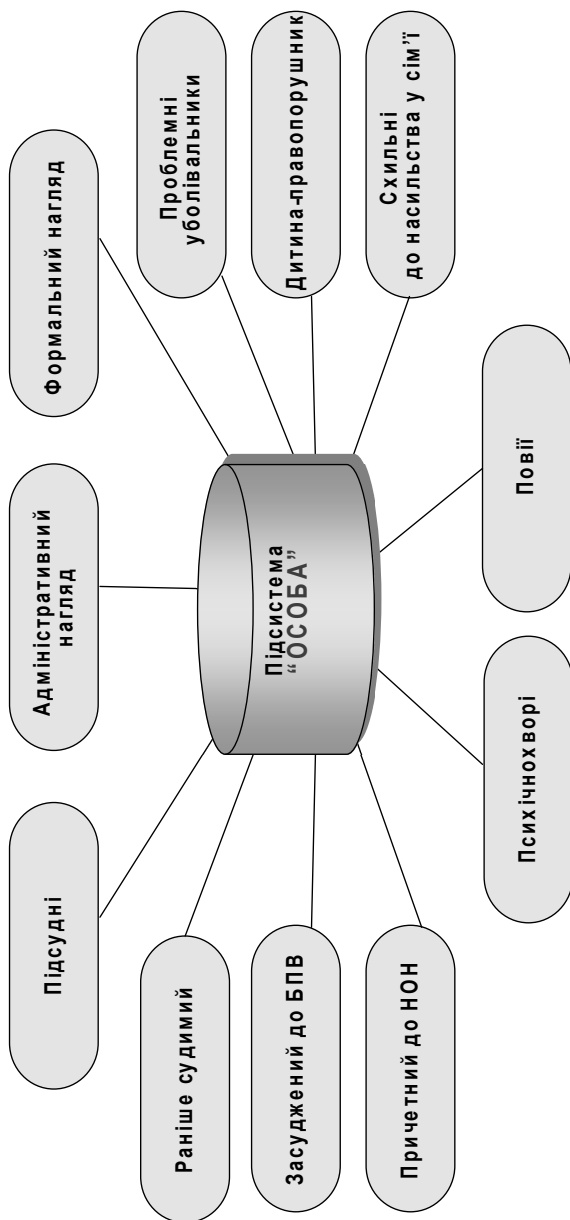 Підсудні
Адміністративний
нагляд
Формальний нагляд
Раніше судимий
Проблемні
уболівальники
Засуджений до БПВ
Підсистема
“ОСОБА”
Дитина-правопорушник
Причетний до НОН
Схильні
до насильства у сім’ї
Психічнохворі
Повії